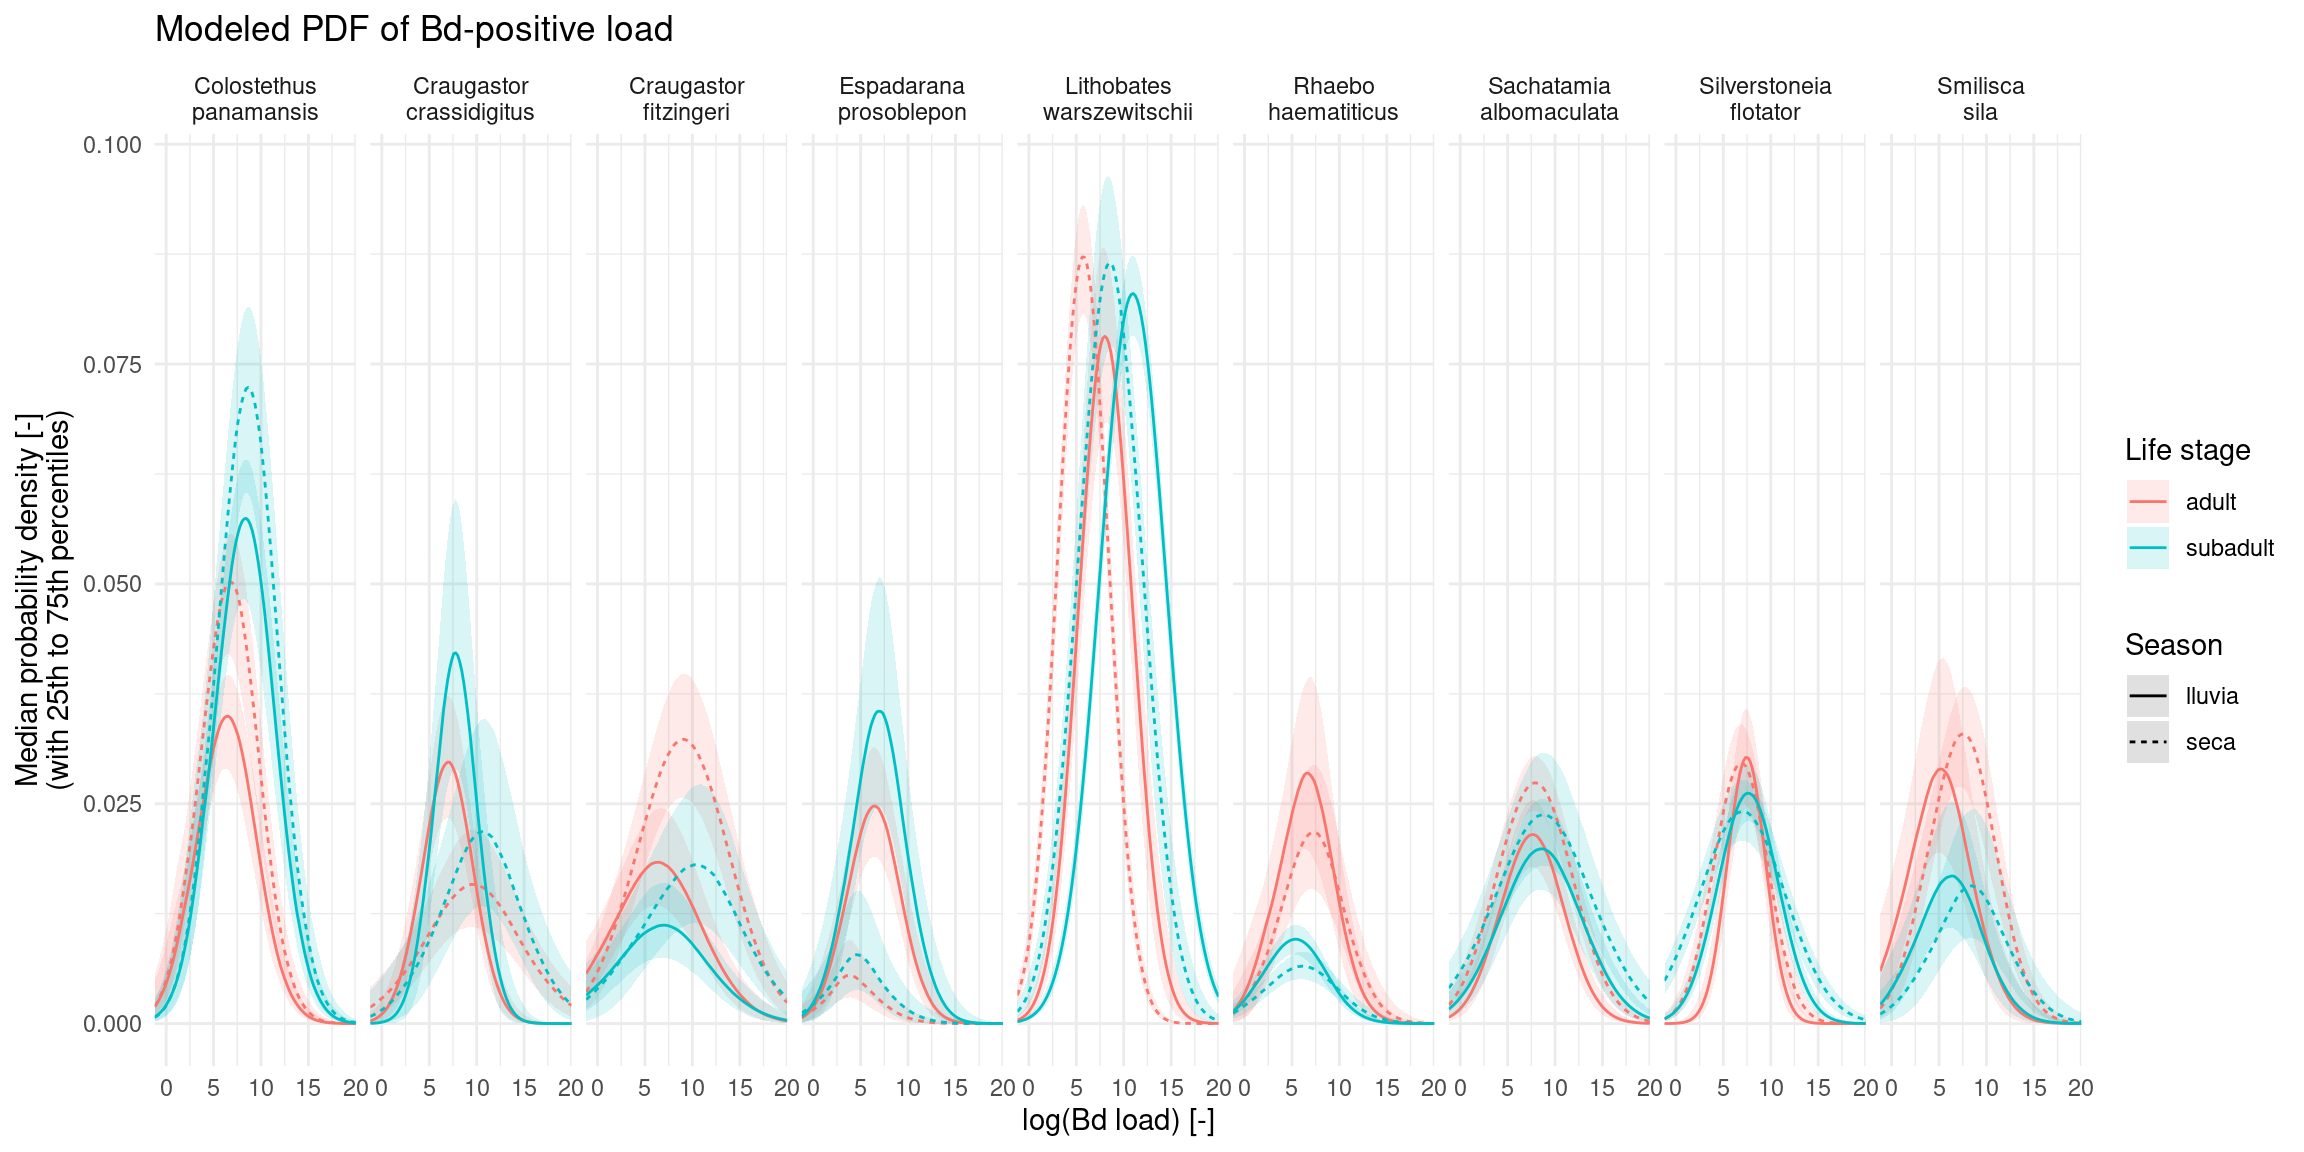 Modeled PDF of Bd-positive load
Colostethus
panamansis
Craugastor
crassidigitus
Craugastor
fitzingeri
Espadarana
prosoblepon
Lithobates
warszewitschii
Rhaebo
haematiticus
Sachatamia
albomaculata
Silverstoneia
flotator
Smilisca
sila
Median probability density [-]
(with 25th to 75th percentiles)
0.100
0.075
0.050
0.025
0.000
0 5 10 15 20 0 5 10 15 20 0 5 10 15 20 0 5 10 15 20 0 5 10 15 20 0 5 10 15 20 0 5 10 15 20 0 5 10 15 20 0 5 10 15 20
log(Bd load) [-]
Life stage
adult
subadult
Season
lluvia
seca